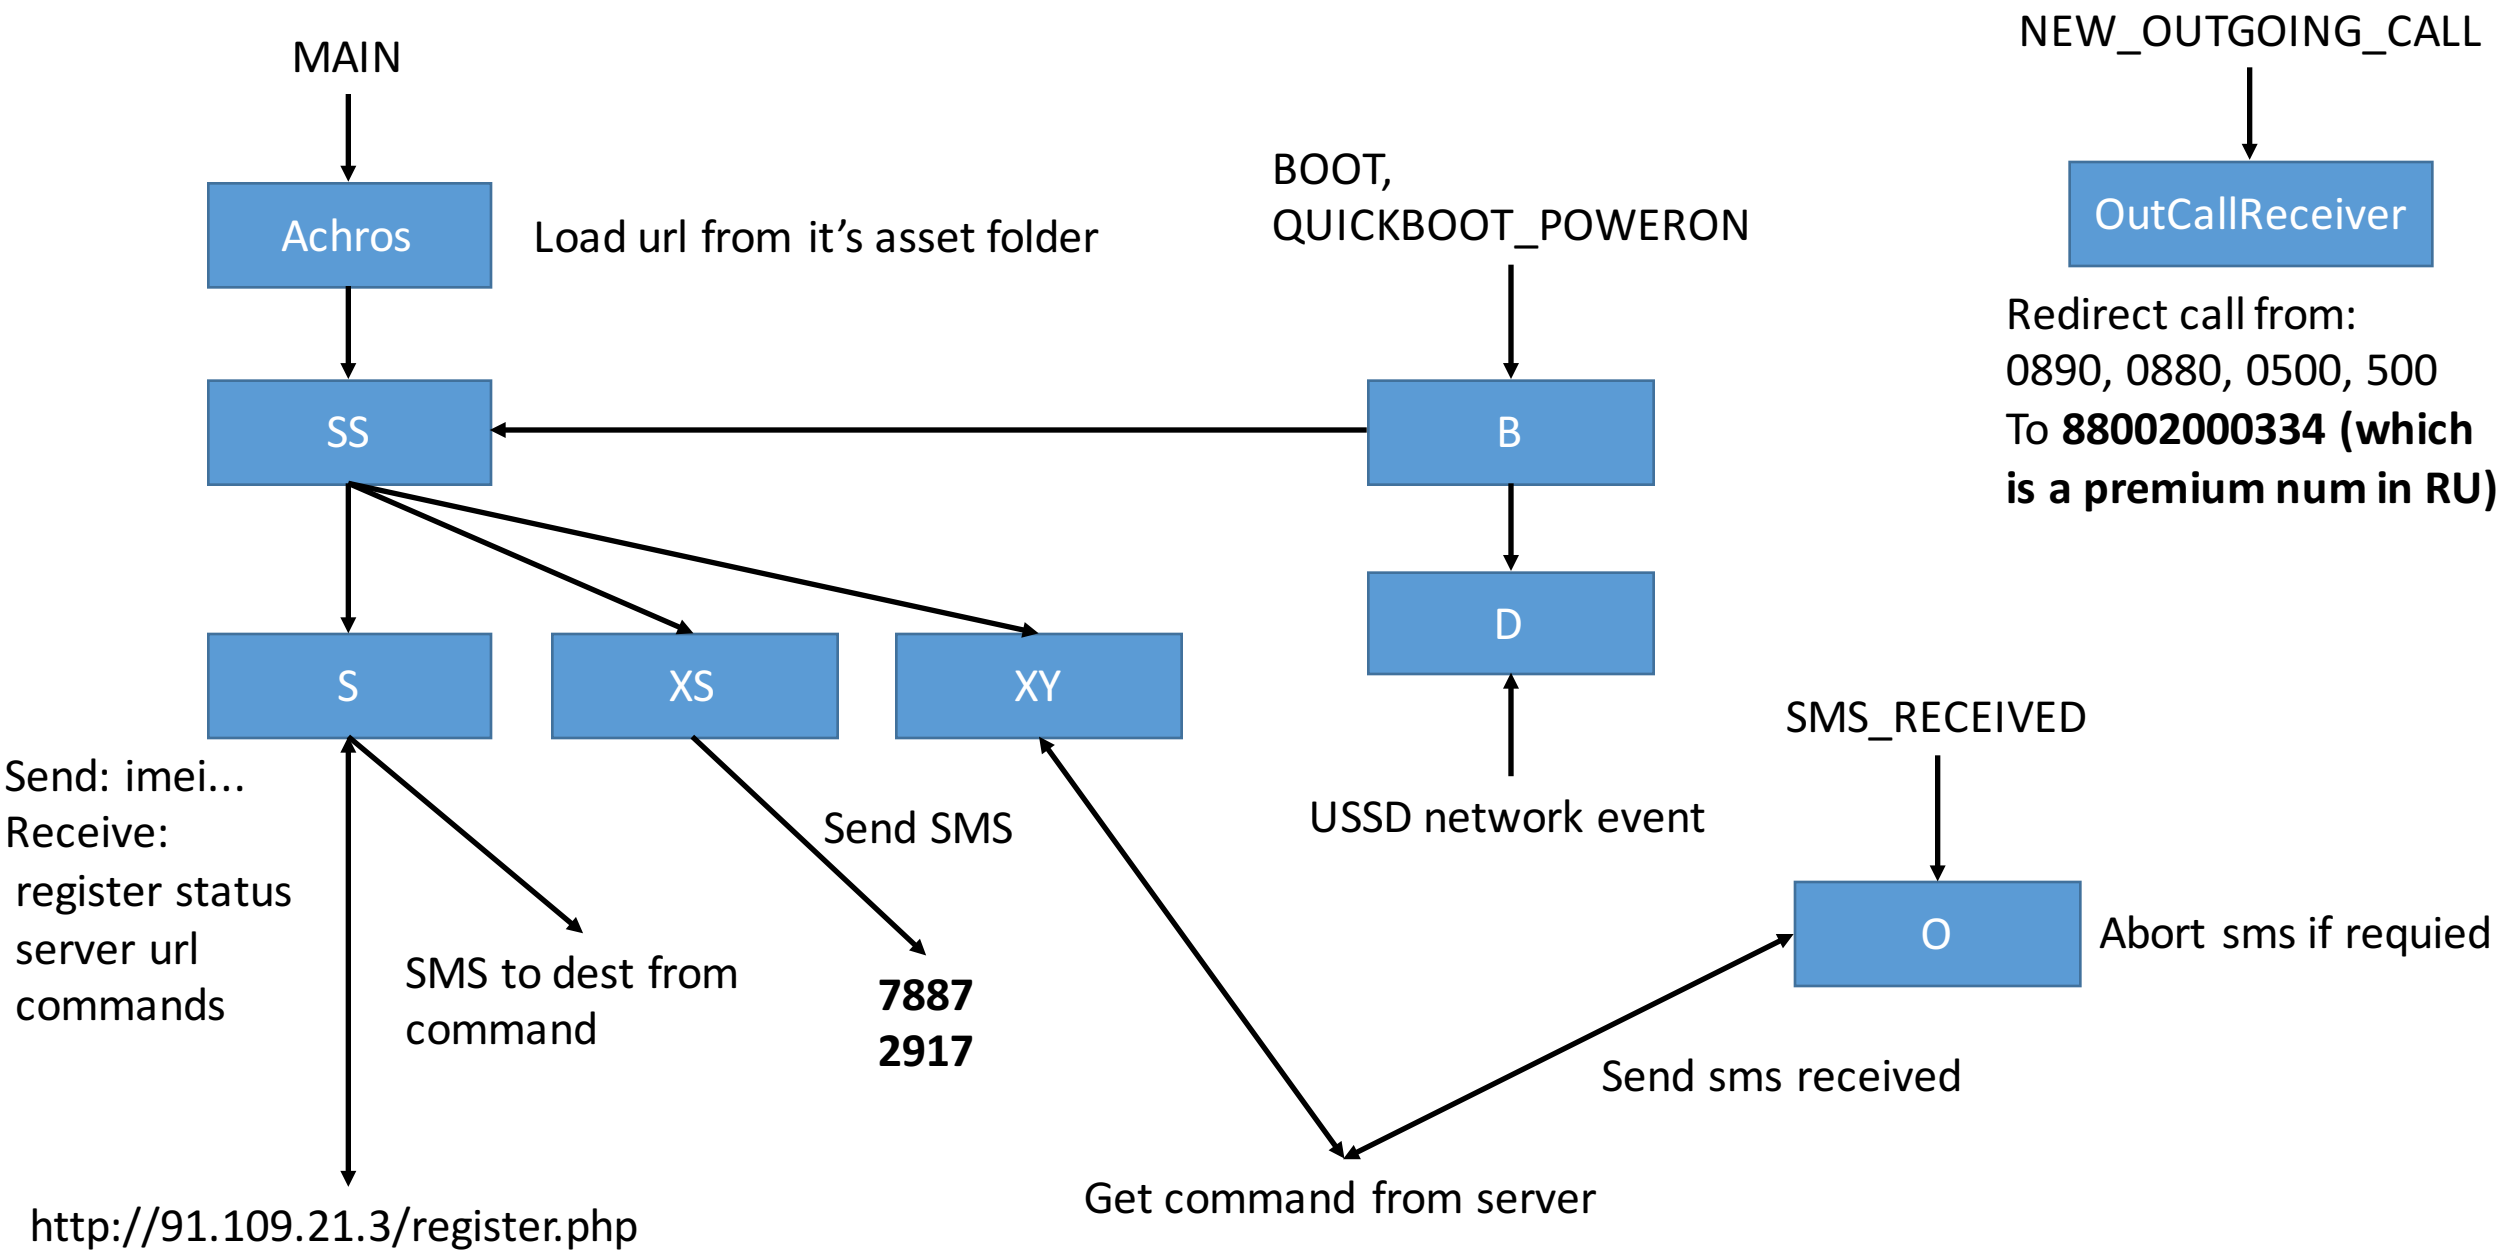 MAIN
NEW_OUTGOING_CALL
BOOT,
QUICKBOOT_POWERON
Achros
Load url from it’s asset folder
OutCallReceiver
Redirect call from:
0890, 0880, 0500, 500
To 88002000334 (which
is a premium num in RU)
SS
B
D
S
XS
XY
SMS_RECEIVED
Send: imei...
Receive:
register status
server url
commands
Send SMS
USSD network event
O
Abort sms if requied
SMS to dest from
command
7887
2917
Send sms received
Get command from server
http://91.109.21.3/register.php